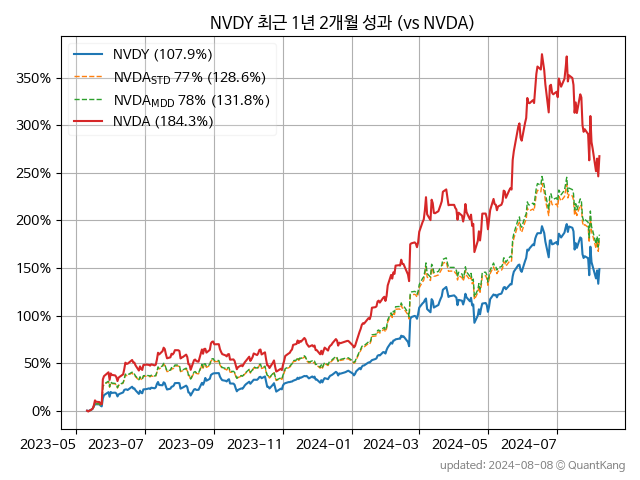 NVDY 최근 1년 2개월 성과 (vs NVDA)
NVDY (107.9%)
NVDA_STD 77% (128.6%)
NVDA_MDD 78% (131.8%)
NVDA (184.3%)
350%
300%
250%
200%
150%
100%
50%
0%
2023-05 2023-07 2023-09 2023-11 2024-01 2024-03 2024-05 2024-07
updated: 2024-08-08 © QuantKang